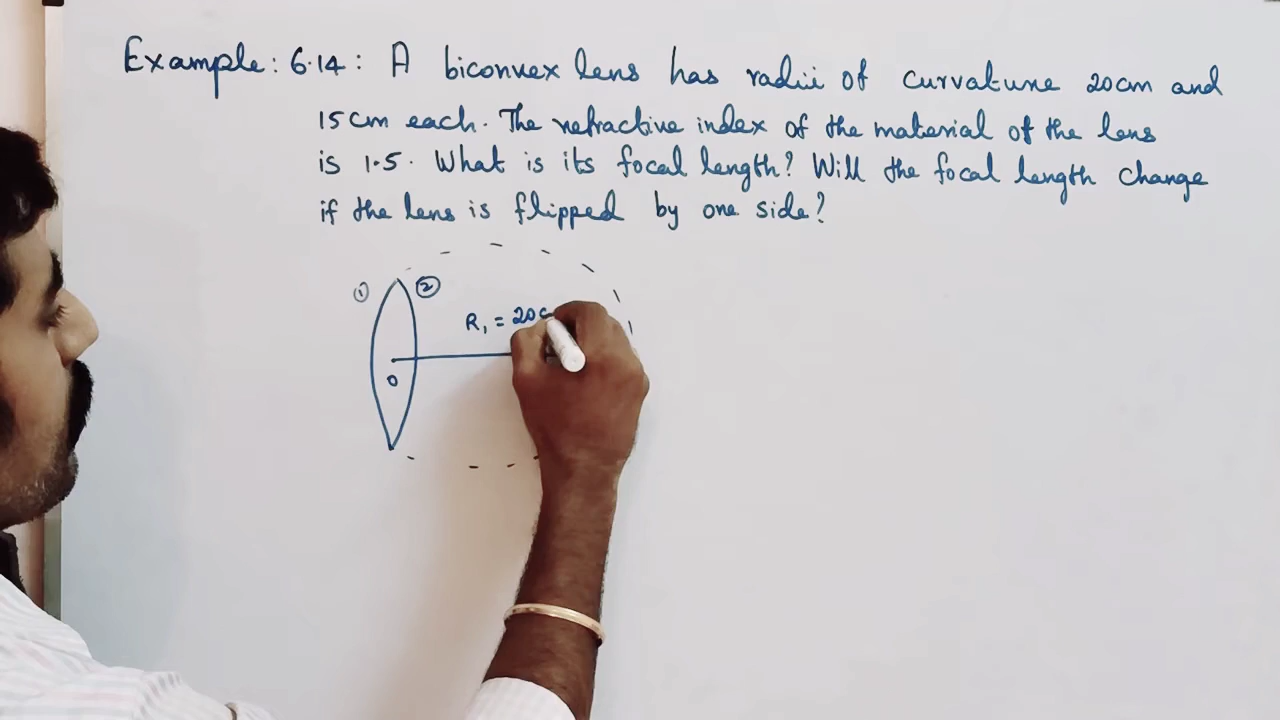 Example: 6.14: A biconvex lens has radii of curvature 20cm and
15cm each. The refractive index of the material of the lens
is 1.5. What is its focal length? Will the focal length change
if the lens is flipped by one side?
① ②
R₁ = 20c
O